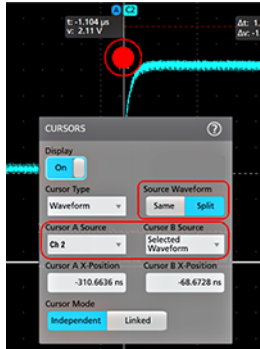 A C2
t: -1.104 µs
v: 2.11 V
Δt: 1.
Δv: -1
CURSORS ?
Display
On
Cursor Type Source Waveform
Waveform Same Split
Cursor A Source Cursor B Source
Ch 2 Selected
Waveform
Cursor A X-Position Cursor B X-Position
-310.6636 ns -68.6728 ns
Cursor Mode
Independent Linked